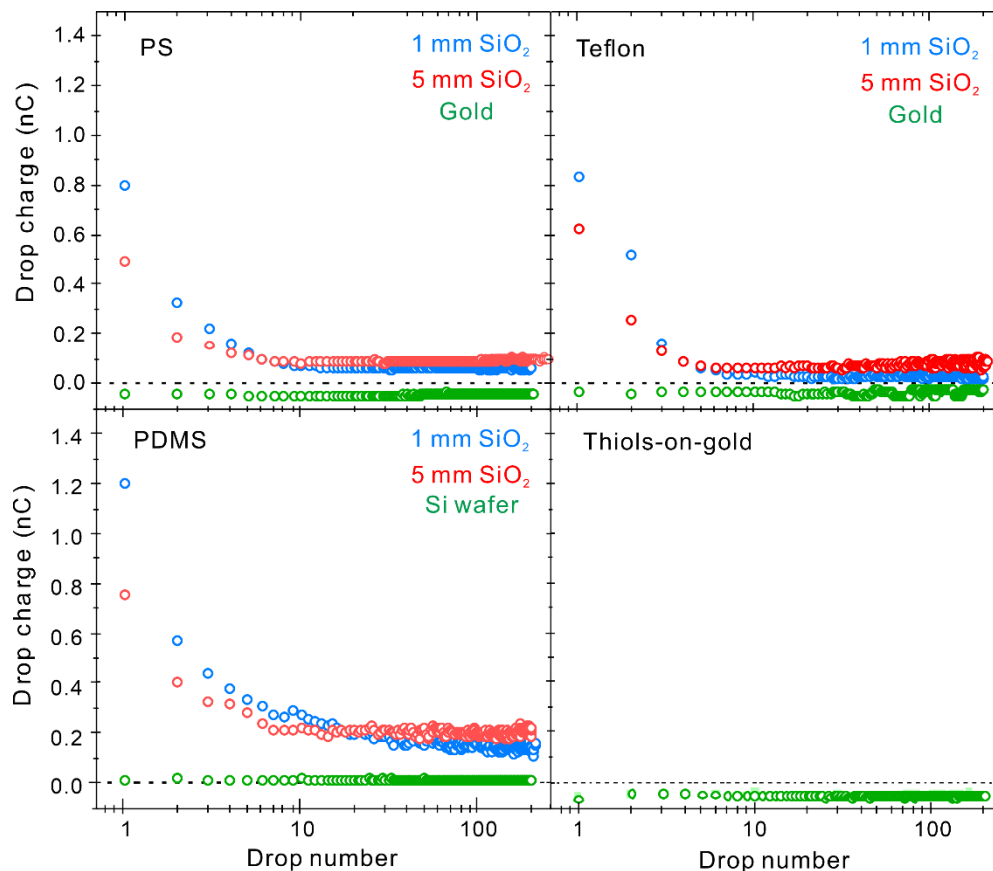 PS
1 mm SiO₂
5 mm SiO₂
Gold
Drop charge (nC)
1.4
1.2
1.0
0.8
0.6
0.4
0.2
0.0
Teflon
1 mm SiO₂
5 mm SiO₂
Gold
PDMS
1 mm SiO₂
5 mm SiO₂
Si wafer
Drop charge (nC)
1.4
1.2
1.0
0.8
0.6
0.4
0.2
0.0
1 10 100
Drop number
Thiols-on-gold
1 10 100
Drop number